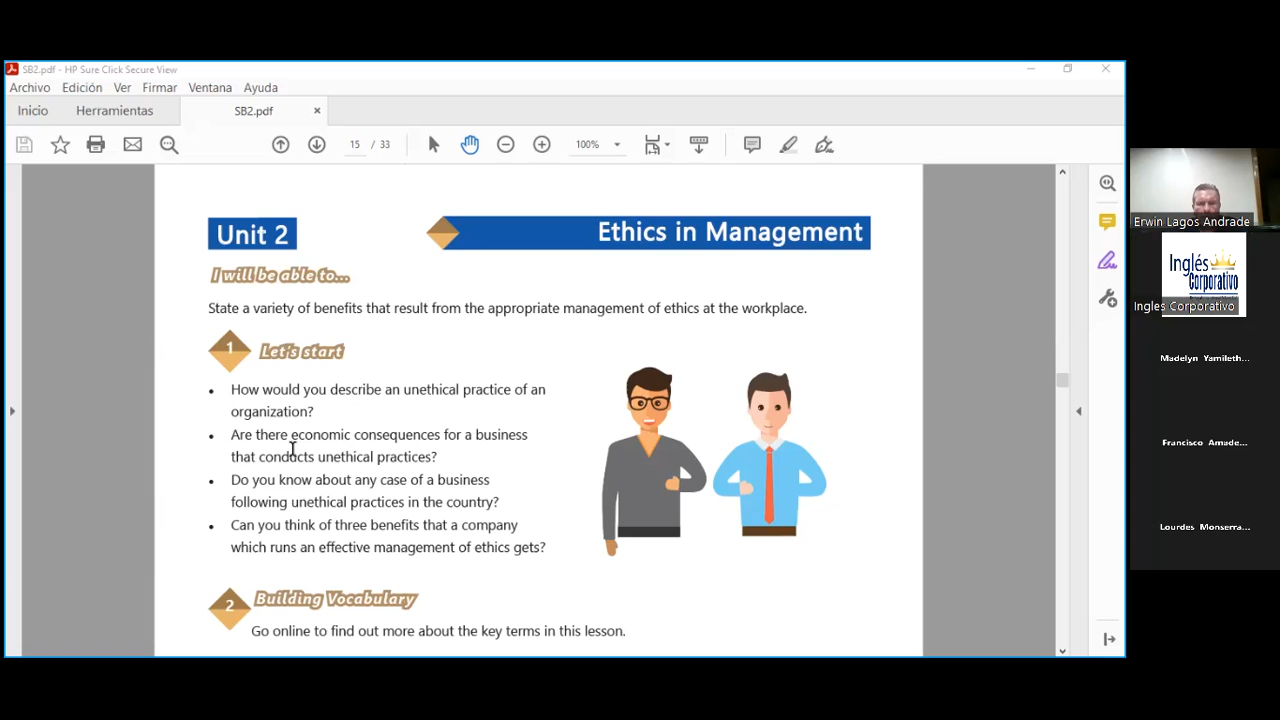 SB2.pdf - HP Sure Click Secure View
Archivo Edición Ver Firmar Ventana Ayuda
Inicio Herramientas SB2.pdf ×
15 / 33 100%
Unit 2
Ethics in Management
I will be able to...
State a variety of benefits that result from the appropriate management of ethics at the workplace.
1 Let's start
• How would you describe an unethical practice of an
organization?
• Are there economic consequences for a business
that conducts unethical practices?
• Do you know about any case of a business
following unethical practices in the country?
• Can you think of three benefits that a company
which runs an effective management of ethics gets?
2 Building Vocabulary
Go online to find out more about the key terms in this lesson.
Erwin Lagos Andrade
Inglés
Corporativo
Ingles Corporativo
Madelyn Yamileth...
Francisco Amade...
Lourdes Monserra...